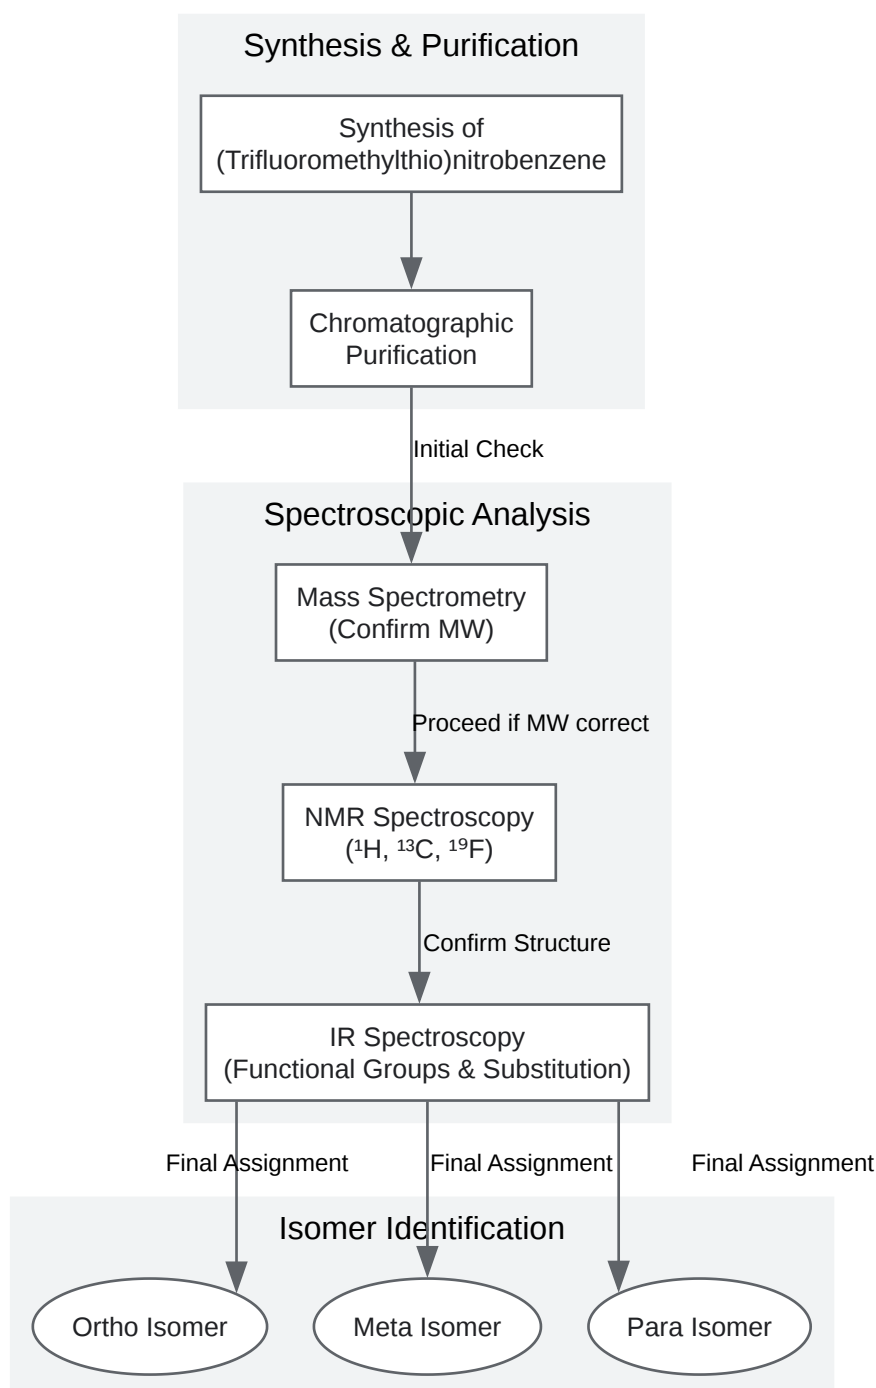 Synthesis & Purification
Synthesis of
(Trifluoromethylthio)nitrobenzene
Chromatographic
Purification
Initial Check
Spectroscopic Analysis
Mass Spectrometry
(Confirm MW)
Proceed if MW correct
NMR Spectroscopy
(¹H, ¹³C, ¹⁹F)
Confirm Structure
IR Spectroscopy
(Functional Groups & Substitution)
Final Assignment
Final Assignment
Final Assignment
Isomer Identification
Ortho Isomer
Meta Isomer
Para Isomer